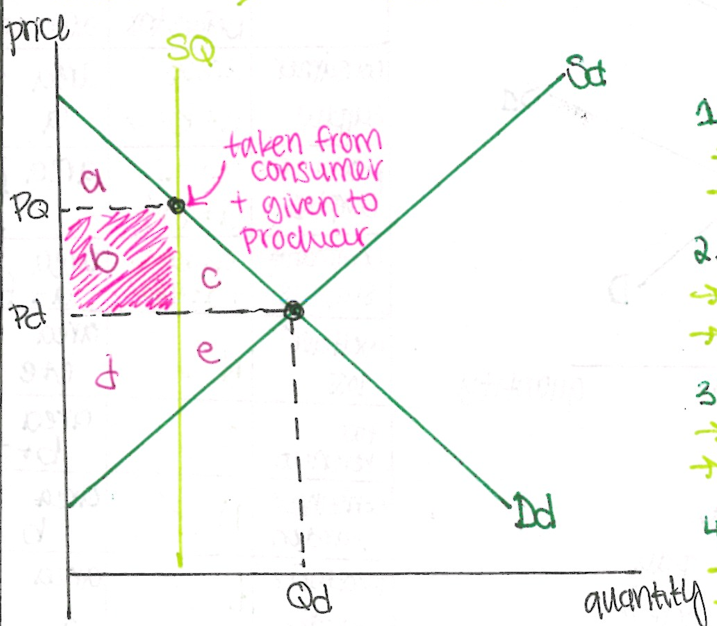 price
SQ
Sd
taken from
consumer
+ given to
producer
a
PQ
b
c
Pd
d
e
Dd
Qd
quantity
1
2.
3
4